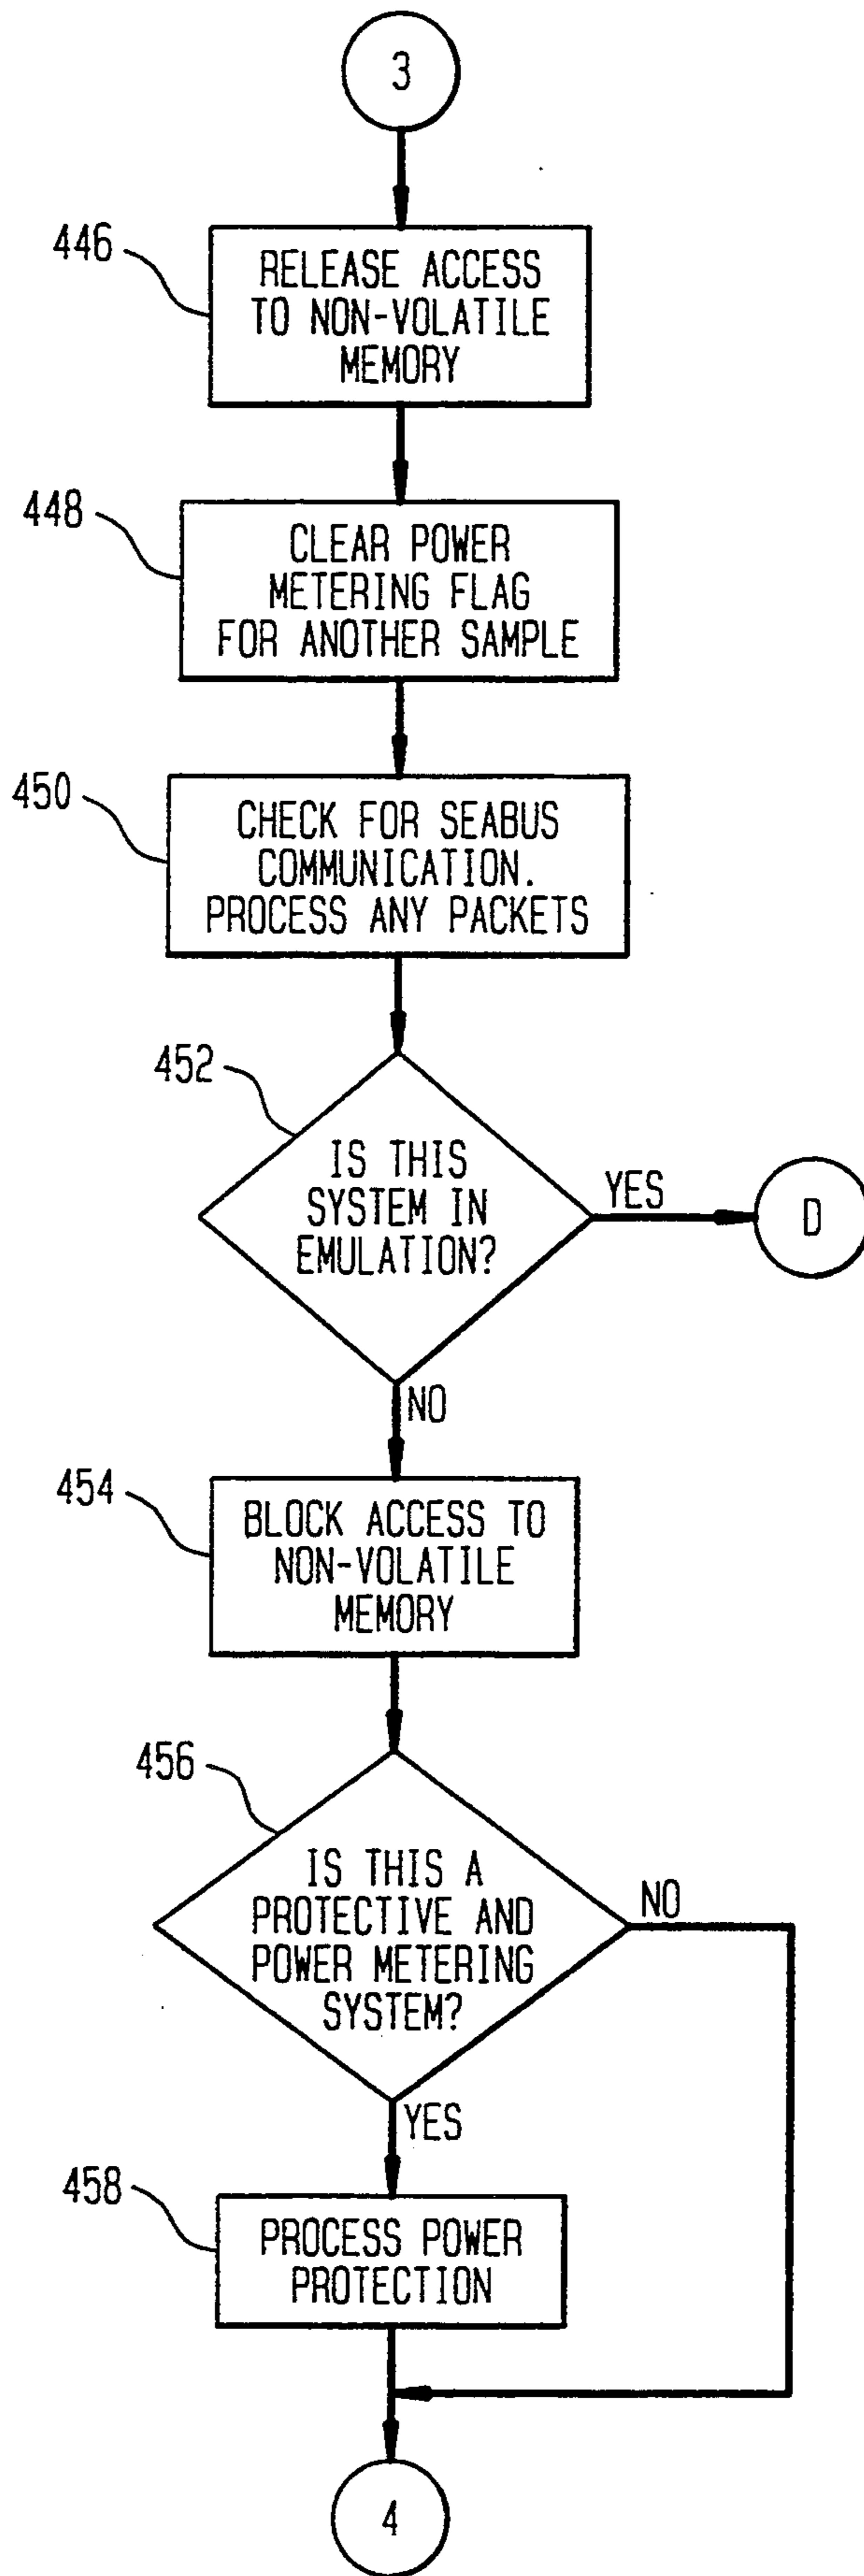 3
446
RELEASE ACCESS
TO NON-VOLATILE
MEMORY
448
CLEAR POWER
METERING FLAG
FOR ANOTHER SAMPLE
450
CHECK FOR SEABUS
COMMUNICATION.
PROCESS ANY PACKETS
452
IS THIS
SYSTEM IN
EMULATION?
YES
D
NO
454
BLOCK ACCESS TO
NON-VOLATILE
MEMORY
456
IS THIS A
PROTECTIVE AND
POWER METERING
SYSTEM?
NO
YES
458
PROCESS POWER
PROTECTION
4